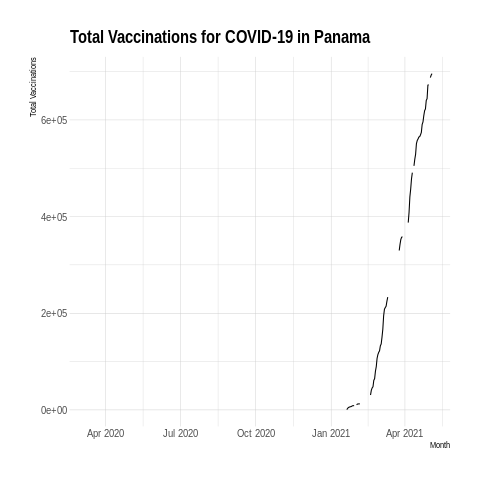 Total Vaccinations for COVID-19 in Panama
Total Vaccinations
6e+05
4e+05
2e+05
0e+00
Apr 2020
Jul 2020
Oct 2020
Jan 2021
Apr 2021
Month